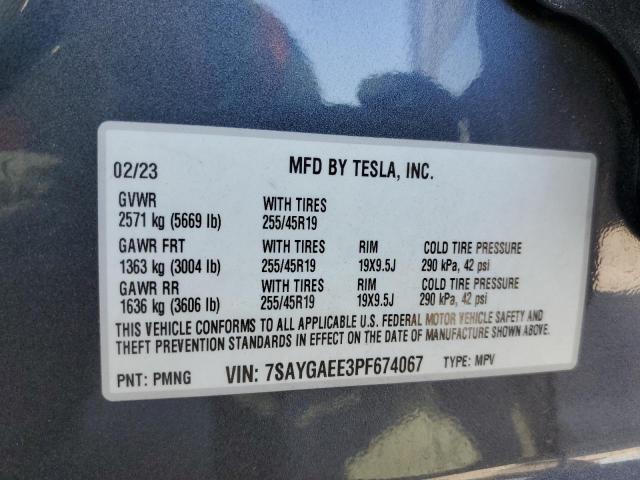 02/23 MFD BY TESLA, INC.
GVWR WITH TIRES
2571 kg (5669 lb) 255/45R19
GAWR FRT WITH TIRES RIM COLD TIRE PRESSURE
1363 kg (3004 lb) 255/45R19 19X9.5J 290 kPa, 42 psi
GAWR RR WITH TIRES RIM COLD TIRE PRESSURE
1636 kg (3606 lb) 255/45R19 19X9.5J 290 kPa, 42 psi
THIS VEHICLE CONFORMS TO ALL APPLICABLE U.S. FEDERAL MOTOR VEHICLE SAFETY AND
THEFT PREVENTION STANDARDS IN EFFECT ON THE DATE OF MANUFACTURE SHOWN ABOVE.
PNT: PMNG VIN: 7SAYGAEE3PF674067 TYPE: MPV